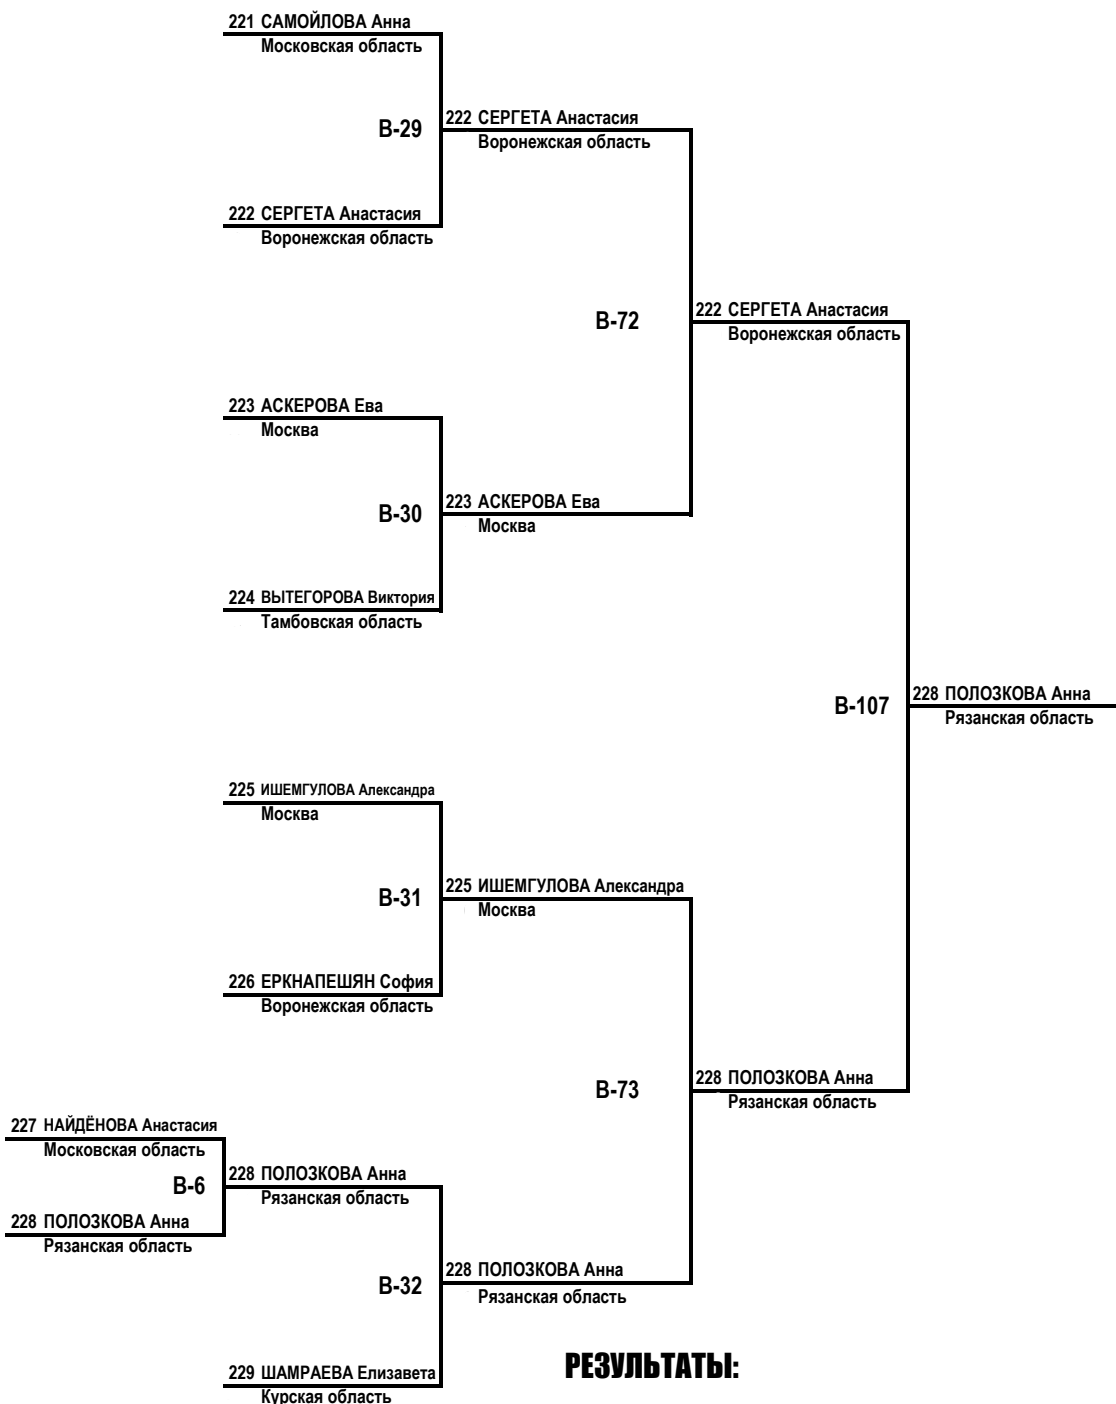 221 САМОЙЛОВА Анна
Московская область
B-29
222 СЕРГЕТА Анастасия
Воронежская область
222 СЕРГЕТА Анастасия
Воронежская область
B-72
222 СЕРГЕТА Анастасия
Воронежская область
223 АСКЕРОВА Ева
Москва
B-30
223 АСКЕРОВА Ева
Москва
224 ВЫТЕГОРОВА Виктория
Тамбовская область
B-107
228 ПОЛОЗКОВА Анна
Рязанская область
225 ИШЕМГУЛОВА Александра
Москва
B-31
225 ИШЕМГУЛОВА Александра
Москва
226 ЕРКНАПЕШЯН София
Воронежская область
B-73
228 ПОЛОЗКОВА Анна
Рязанская область
227 НАЙДЁНОВА Анастасия
Московская область
B-6
228 ПОЛОЗКОВА Анна
Рязанская область
228 ПОЛОЗКОВА Анна
Рязанская область
B-32
228 ПОЛОЗКОВА Анна
Рязанская область
229 ШАМРАЕВА Елизавета
Курская область
РЕЗУЛЬТАТЫ: